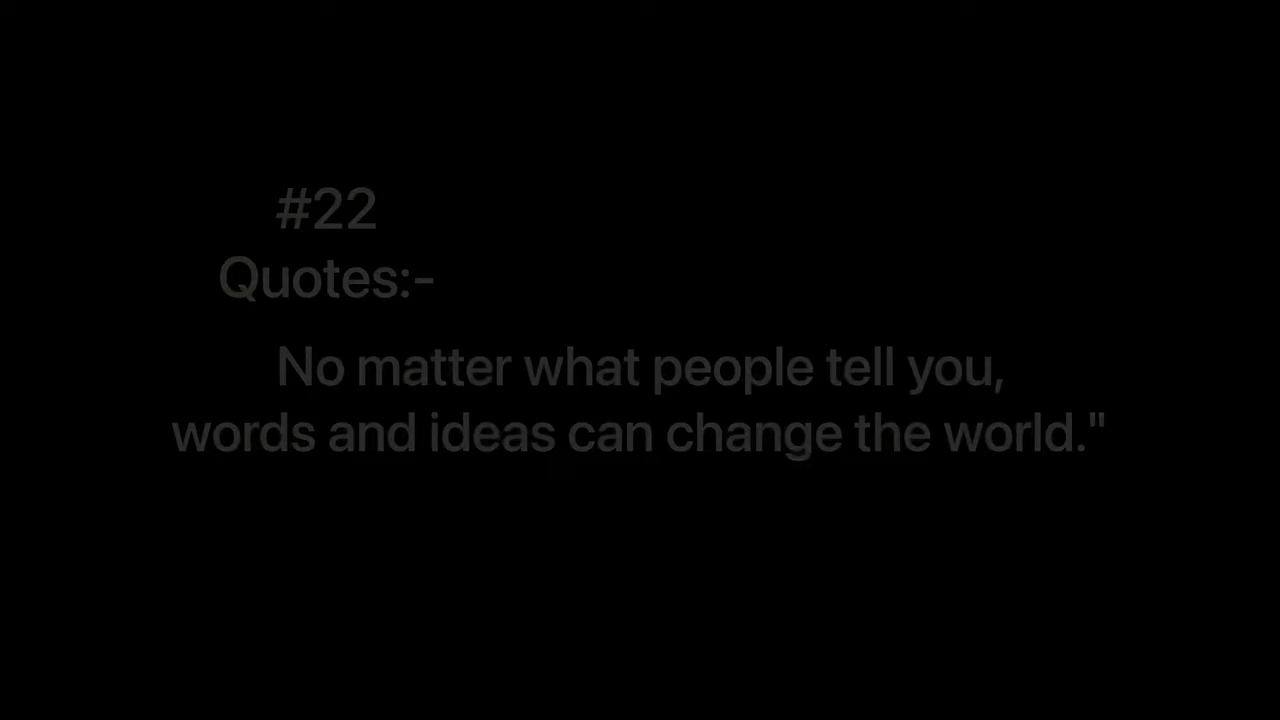 #22
Quotes:-
No matter what people tell you,
words and ideas can change the world."